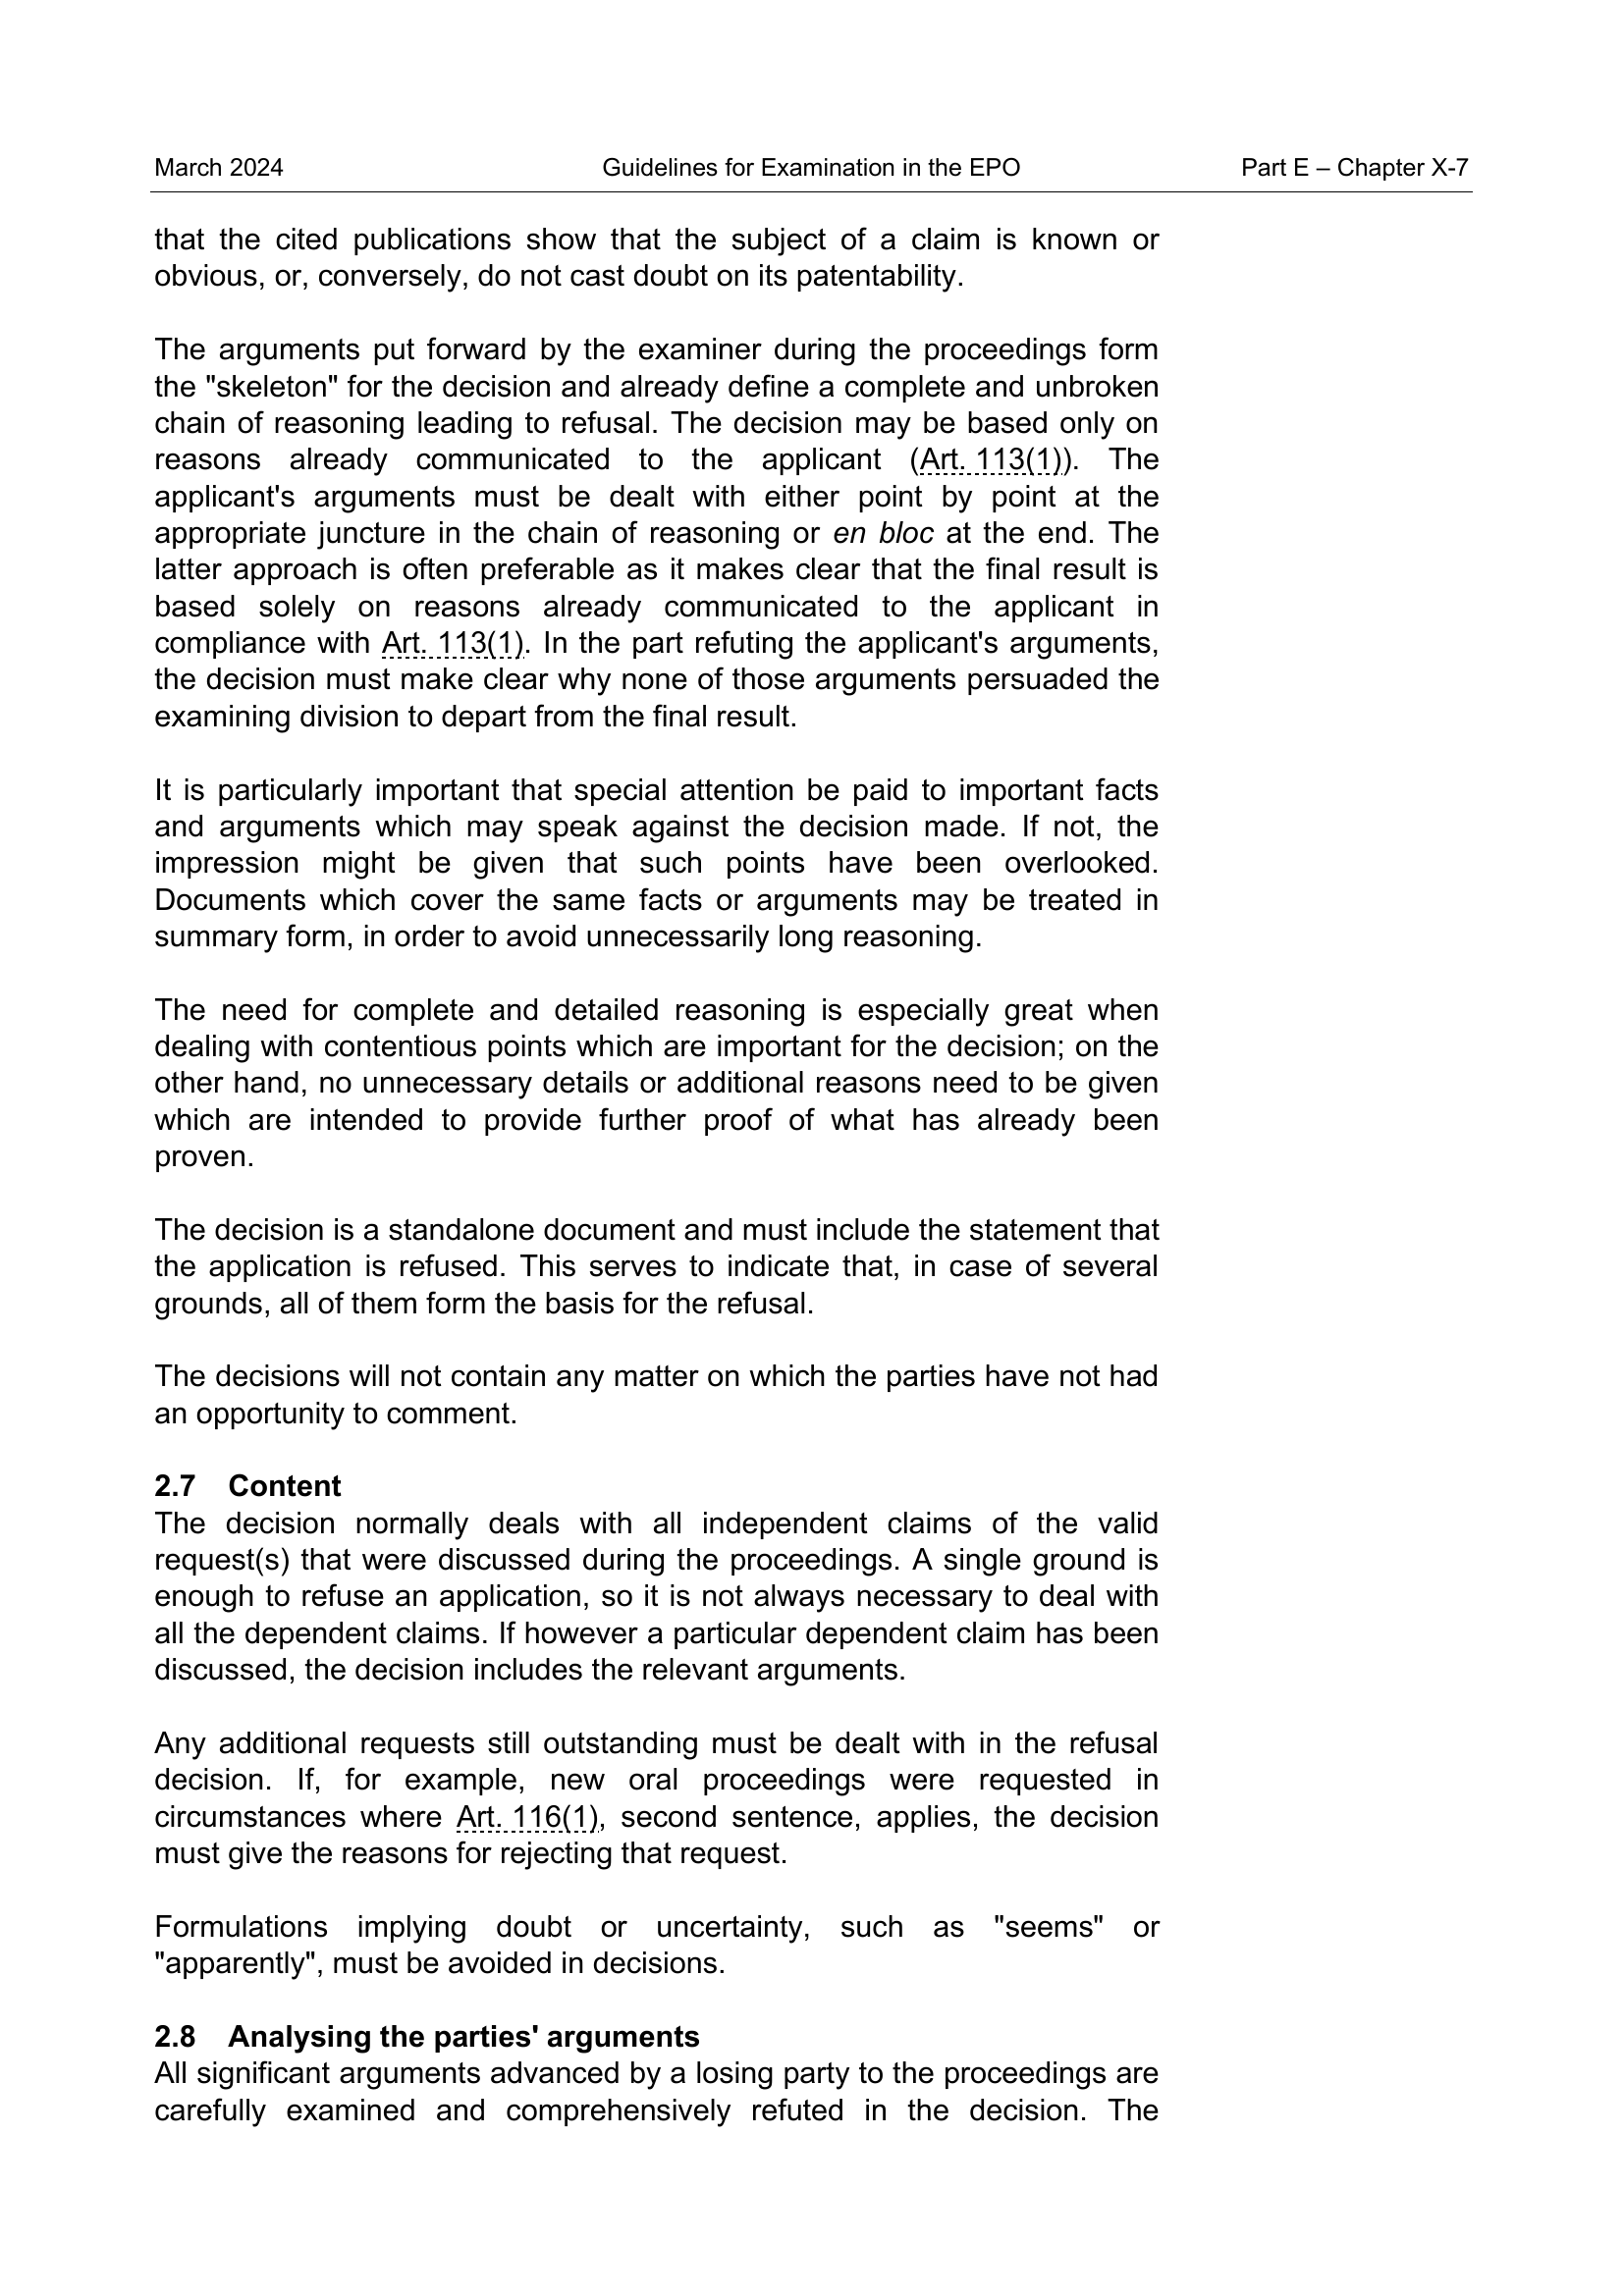 March 2024 Guidelines for Examination in the EPO Part E – Chapter X-7
that the cited publications show that the subject of a claim is known or
obvious, or, conversely, do not cast doubt on its patentability.
The arguments put forward by the examiner during the proceedings form
the "skeleton" for the decision and already define a complete and unbroken
chain of reasoning leading to refusal. The decision may be based only on
reasons already communicated to the applicant (Art. 113(1)). The
applicant's arguments must be dealt with either point by point at the
appropriate juncture in the chain of reasoning or en bloc at the end. The
latter approach is often preferable as it makes clear that the final result is
based solely on reasons already communicated to the applicant in
compliance with Art. 113(1). In the part refuting the applicant's arguments,
the decision must make clear why none of those arguments persuaded the
examining division to depart from the final result.
It is particularly important that special attention be paid to important facts
and arguments which may speak against the decision made. If not, the
impression might be given that such points have been overlooked.
Documents which cover the same facts or arguments may be treated in
summary form, in order to avoid unnecessarily long reasoning.
The need for complete and detailed reasoning is especially great when
dealing with contentious points which are important for the decision; on the
other hand, no unnecessary details or additional reasons need to be given
which are intended to provide further proof of what has already been
proven.
The decision is a standalone document and must include the statement that
the application is refused. This serves to indicate that, in case of several
grounds, all of them form the basis for the refusal.
The decisions will not contain any matter on which the parties have not had
an opportunity to comment.
2.7 Content
The decision normally deals with all independent claims of the valid
request(s) that were discussed during the proceedings. A single ground is
enough to refuse an application, so it is not always necessary to deal with
all the dependent claims. If however a particular dependent claim has been
discussed, the decision includes the relevant arguments.
Any additional requests still outstanding must be dealt with in the refusal
decision. If, for example, new oral proceedings were requested in
circumstances where Art. 116(1), second sentence, applies, the decision
must give the reasons for rejecting that request.
Formulations implying doubt or uncertainty, such as "seems" or
"apparently", must be avoided in decisions.
2.8 Analysing the parties' arguments
All significant arguments advanced by a losing party to the proceedings are
carefully examined and comprehensively refuted in the decision. The